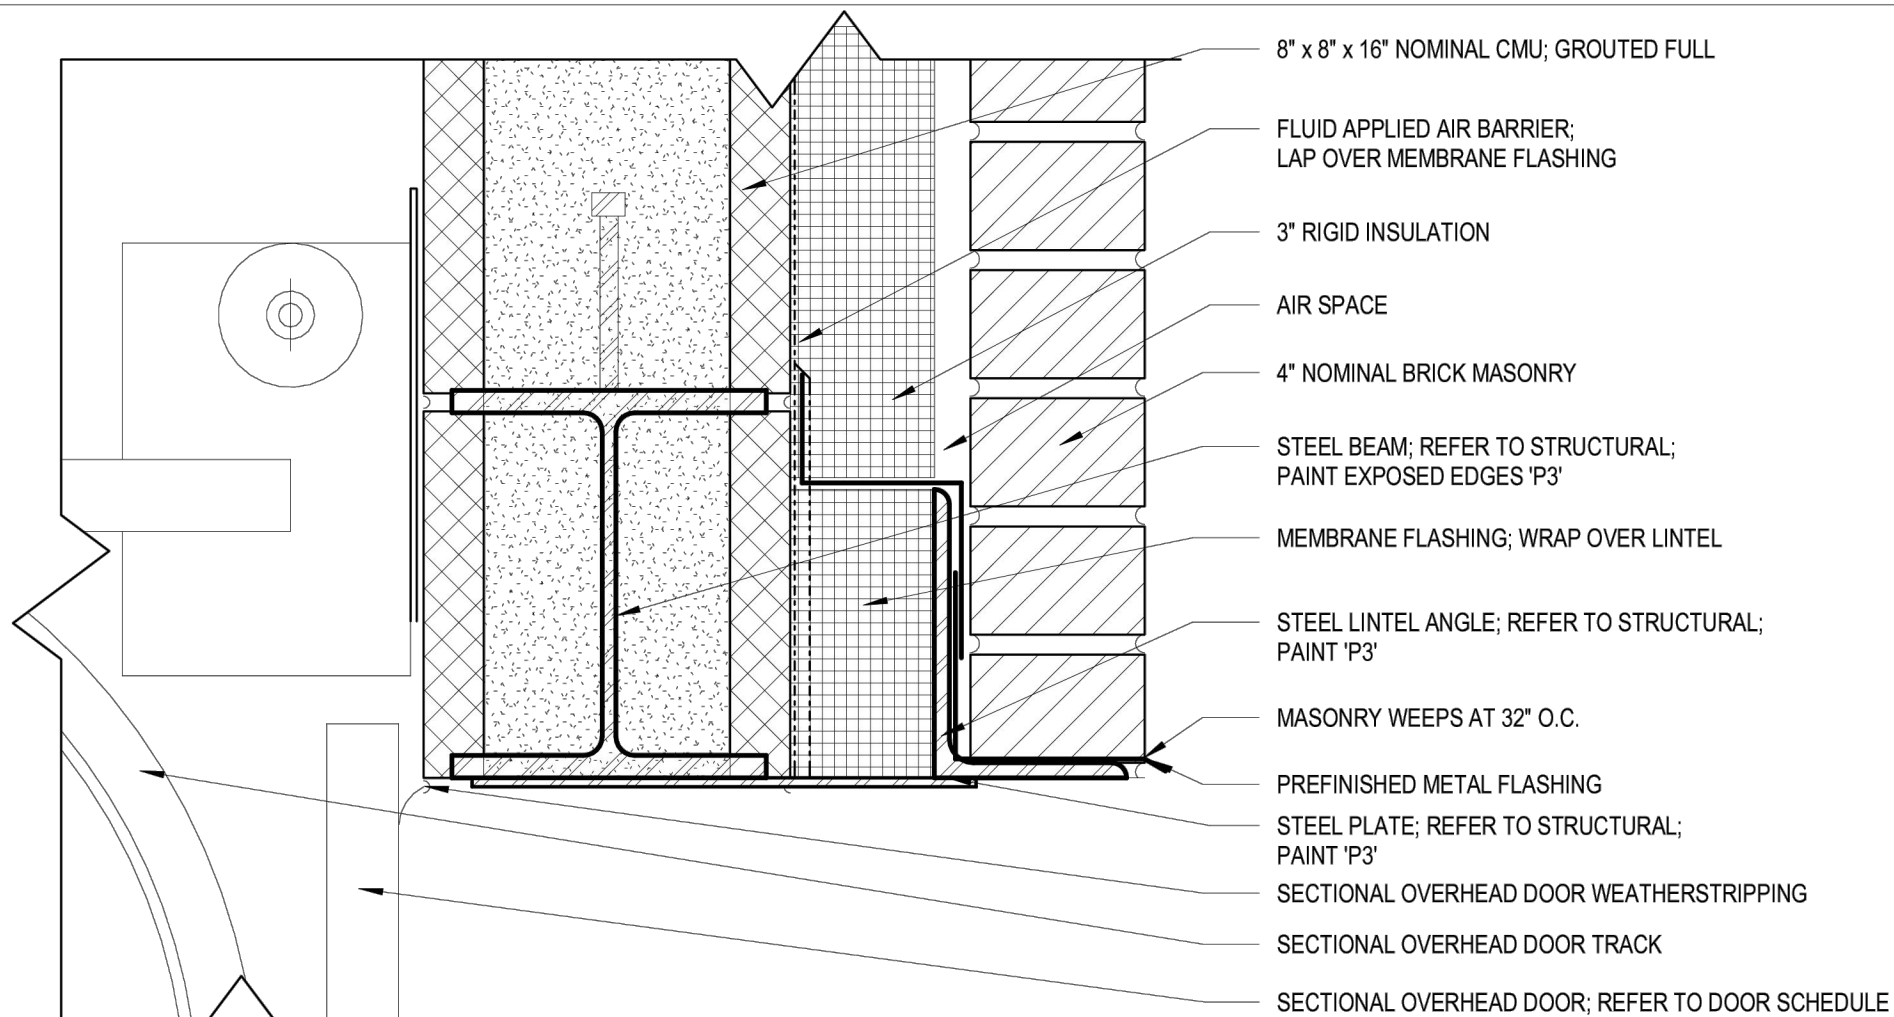 8" x 8" x 16" NOMINAL CMU; GROUTED FULL
FLUID APPLIED AIR BARRIER;
LAP OVER MEMBRANE FLASHING
3" RIGID INSULATION
AIR SPACE
4" NOMINAL BRICK MASONRY
STEEL BEAM; REFER TO STRUCTURAL;
PAINT EXPOSED EDGES 'P3'
MEMBRANE FLASHING; WRAP OVER LINTEL
STEEL LINTEL ANGLE; REFER TO STRUCTURAL;
PAINT 'P3'
MASONRY WEEPS AT 32" O.C.
PREFINISHED METAL FLASHING
STEEL PLATE; REFER TO STRUCTURAL;
PAINT 'P3'
SECTIONAL OVERHEAD DOOR WEATHERSTRIPPING
SECTIONAL OVERHEAD DOOR TRACK
SECTIONAL OVERHEAD DOOR; REFER TO DOOR SCHEDULE